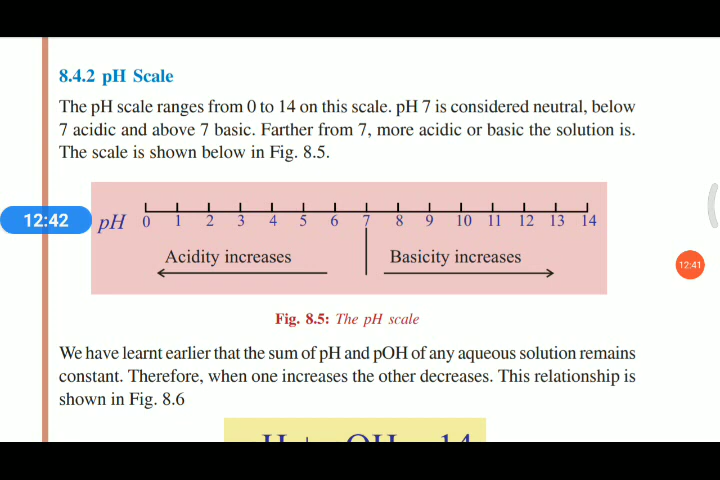 8.4.2 pH Scale
The pH scale ranges from 0 to 14 on this scale. pH 7 is considered neutral, below
7 acidic and above 7 basic. Farther from 7, more acidic or basic the solution is.
The scale is shown below in Fig. 8.5.
12:42
pH 0 1 2 3 4 5 6 7 8 9 10 11 12 13 14
Acidity increases Basicity increases
12:41
Fig. 8.5: The pH scale
We have learnt earlier that the sum of pH and pOH of any aqueous solution remains
constant. Therefore, when one increases the other decreases. This relationship is
shown in Fig. 8.6